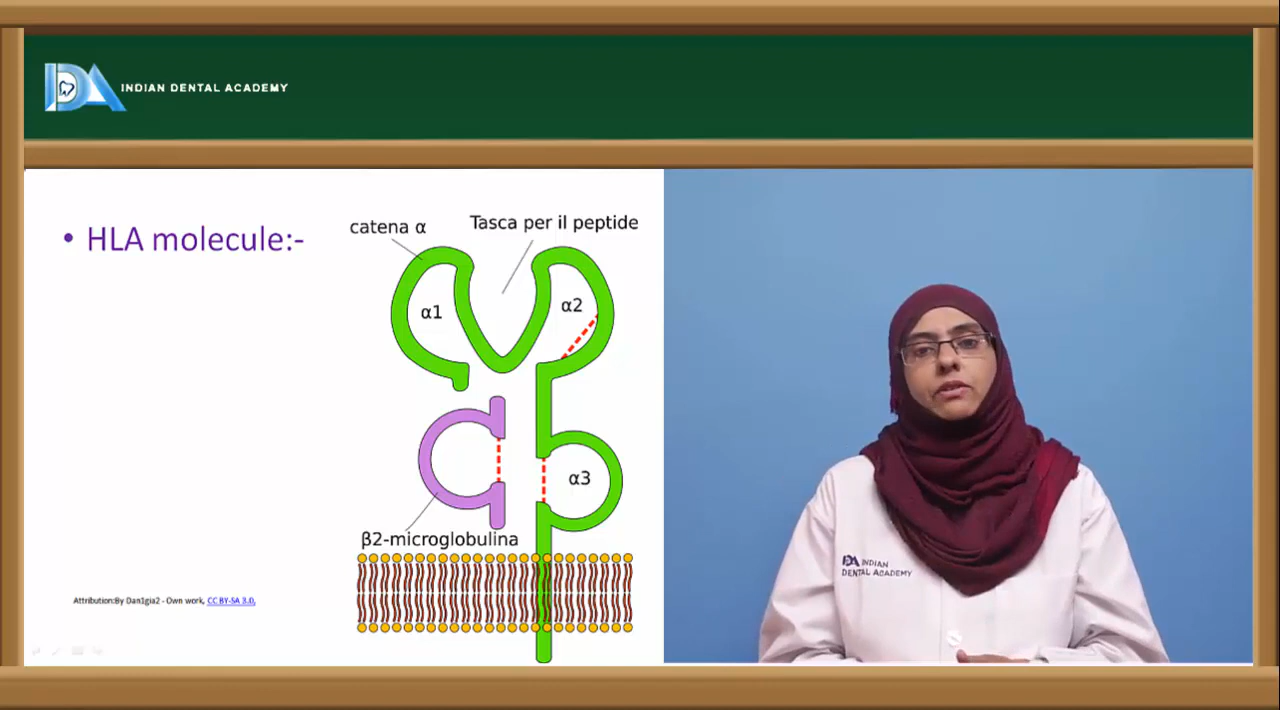 INDIAN DENTAL ACADEMY
• HLA molecule:-
catena α
Tasca per il peptide
α1
α2
α3
β2-microglobulina
Attribution:By Dan1gia2 - Own work, CC BY-SA 3.0,
IDA INDIAN
DENTAL ACADEMY